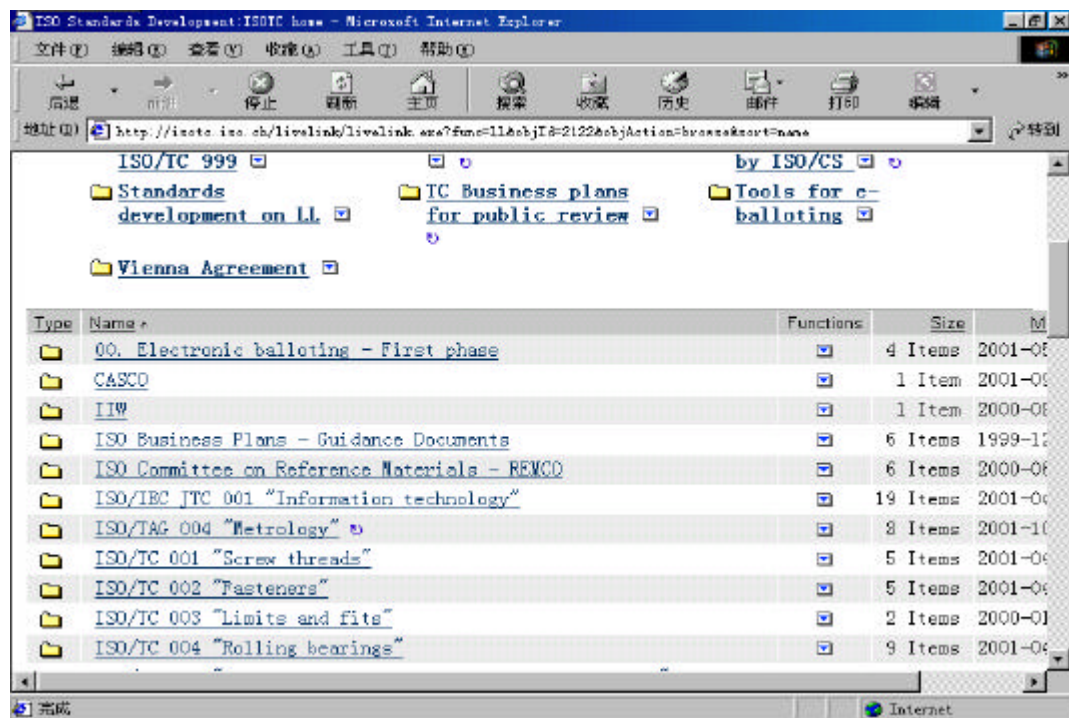 ISO Standards Development:ISOTC home - Microsoft Internet Explorer
文件(F) 编辑(E) 查看(V) 收藏(A) 工具(T) 帮助(H)
后退 前进 停止 刷新 主页 搜索 收藏 历史 邮件 打印 编辑
地址(D) http://isotc.iso.ch/livelink/livelink.exe?func=ll&objId=2122&objAction=browse&sort=name 转到
ISO/TC 999 by ISO/CS
Standards TC Business plans Tools for e-
development on LL for public review balloting
Vienna Agreement
Type Name Functions Size M
00. Electronic balloting - First phase 4 Items 2001-05
CASCO 1 Item 2001-09
IIW 1 Item 2000-08
ISO Business Plans - Guidance Documents 6 Items 1999-12
ISO Committee on Reference Materials - REMCO 6 Items 2000-06
ISO/IEC JTC 001 "Information technology" 19 Items 2001-04
ISO/TAG 004 "Metrology" 8 Items 2001-10
ISO/TC 001 "Screw threads" 5 Items 2001-04
ISO/TC 002 "Fasteners" 5 Items 2001-04
ISO/TC 003 "Limits and fits" 2 Items 2000-01
ISO/TC 004 "Rolling bearings" 9 Items 2001-04
完成 Internet